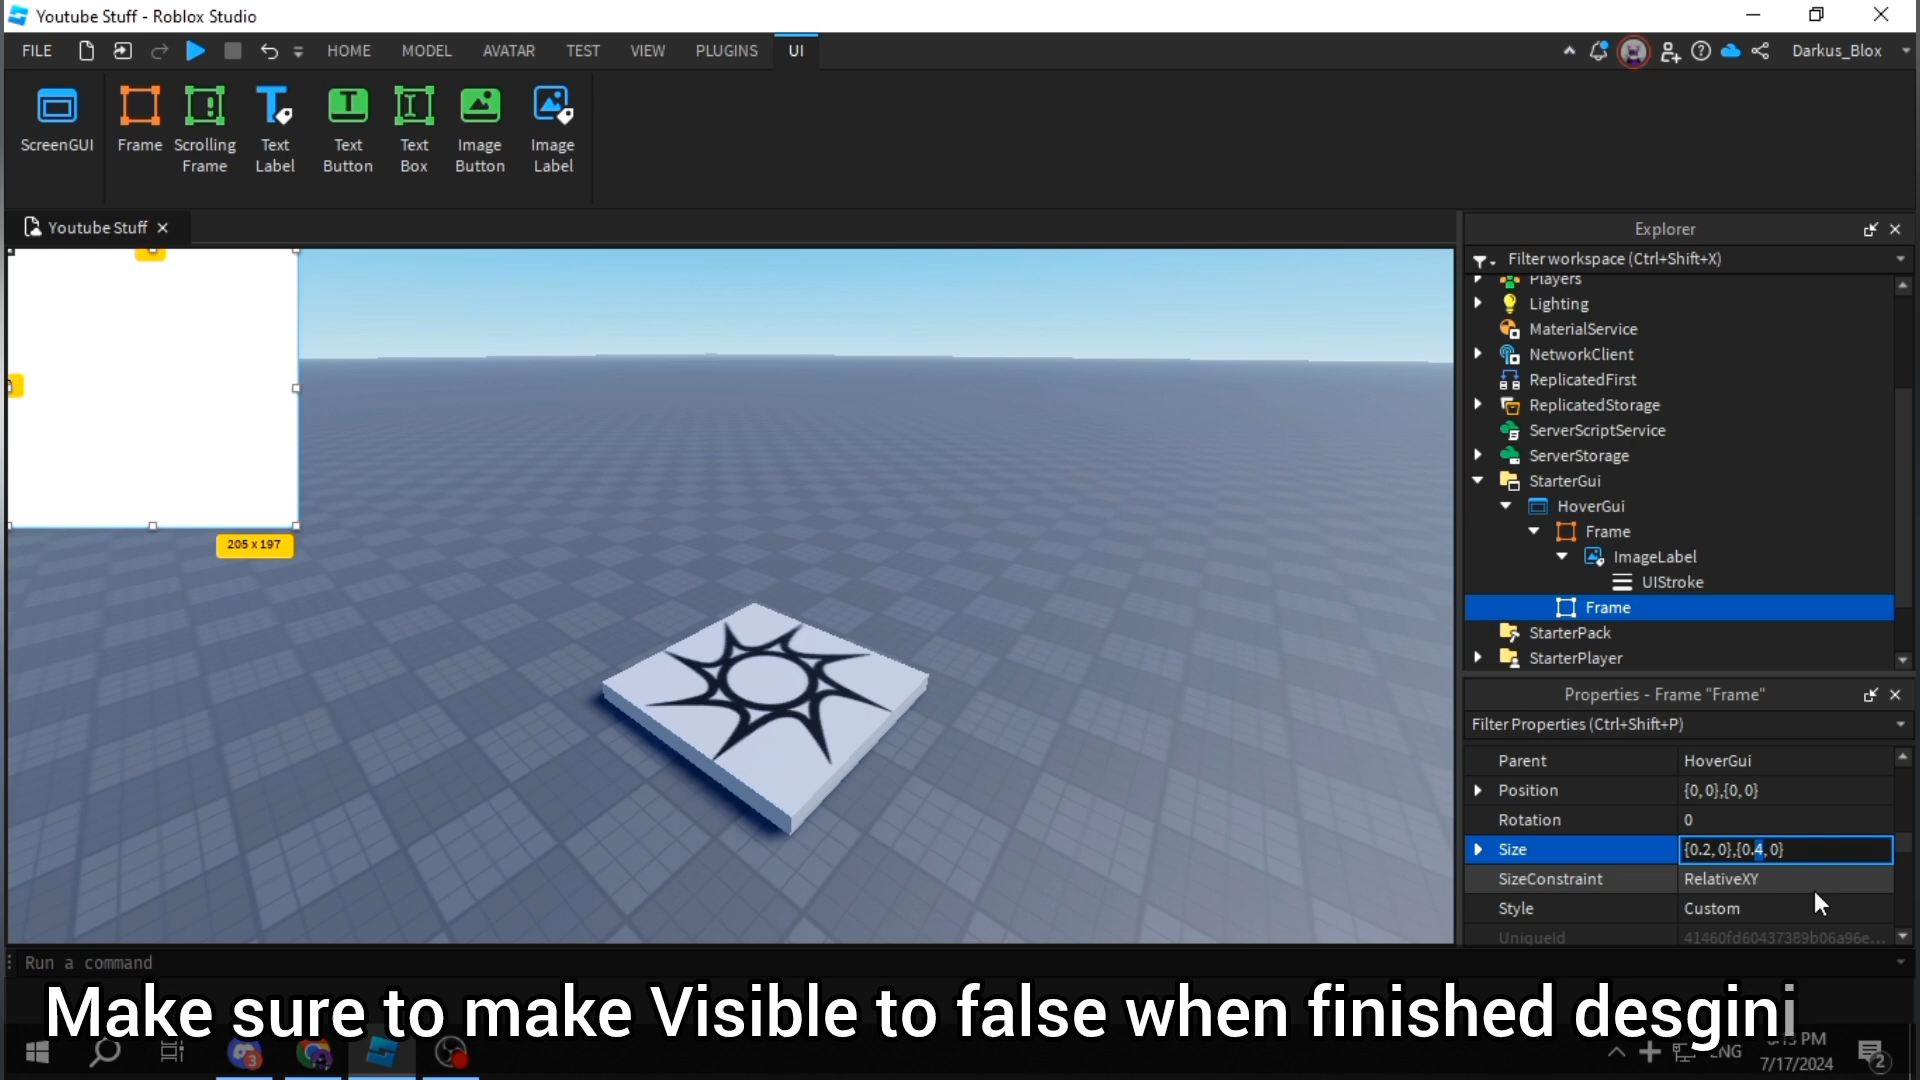 Youtube Stuff - Roblox Studio
FILE HOME MODEL AVATAR TEST VIEW PLUGINS UI Darkus_Blox
ScreenGUI
Frame
Scrolling
Frame
Text
Label
Text
Button
Text
Box
Image
Button
Image
Label
Youtube Stuff
205 x 197
Explorer
Filter workspace (Ctrl+Shift+X)
Players
Lighting
MaterialService
NetworkClient
ReplicatedFirst
ReplicatedStorage
ServerScriptService
ServerStorage
StarterGui
HoverGui
Frame
ImageLabel
UIStroke
Frame
StarterPack
StarterPlayer
Properties - Frame "Frame"
Filter Properties (Ctrl+Shift+P)
Parent HoverGui
Position {0, 0},{0, 0}
Rotation 0
Size {0.2, 0},{0.4, 0}
SizeConstraint RelativeXY
Style Custom
UniqueId 41460fd60437389b06a96e...
Run a command
Make sure to make Visible to false when finished desgini
3
ENG
PM
7/17/2024
2